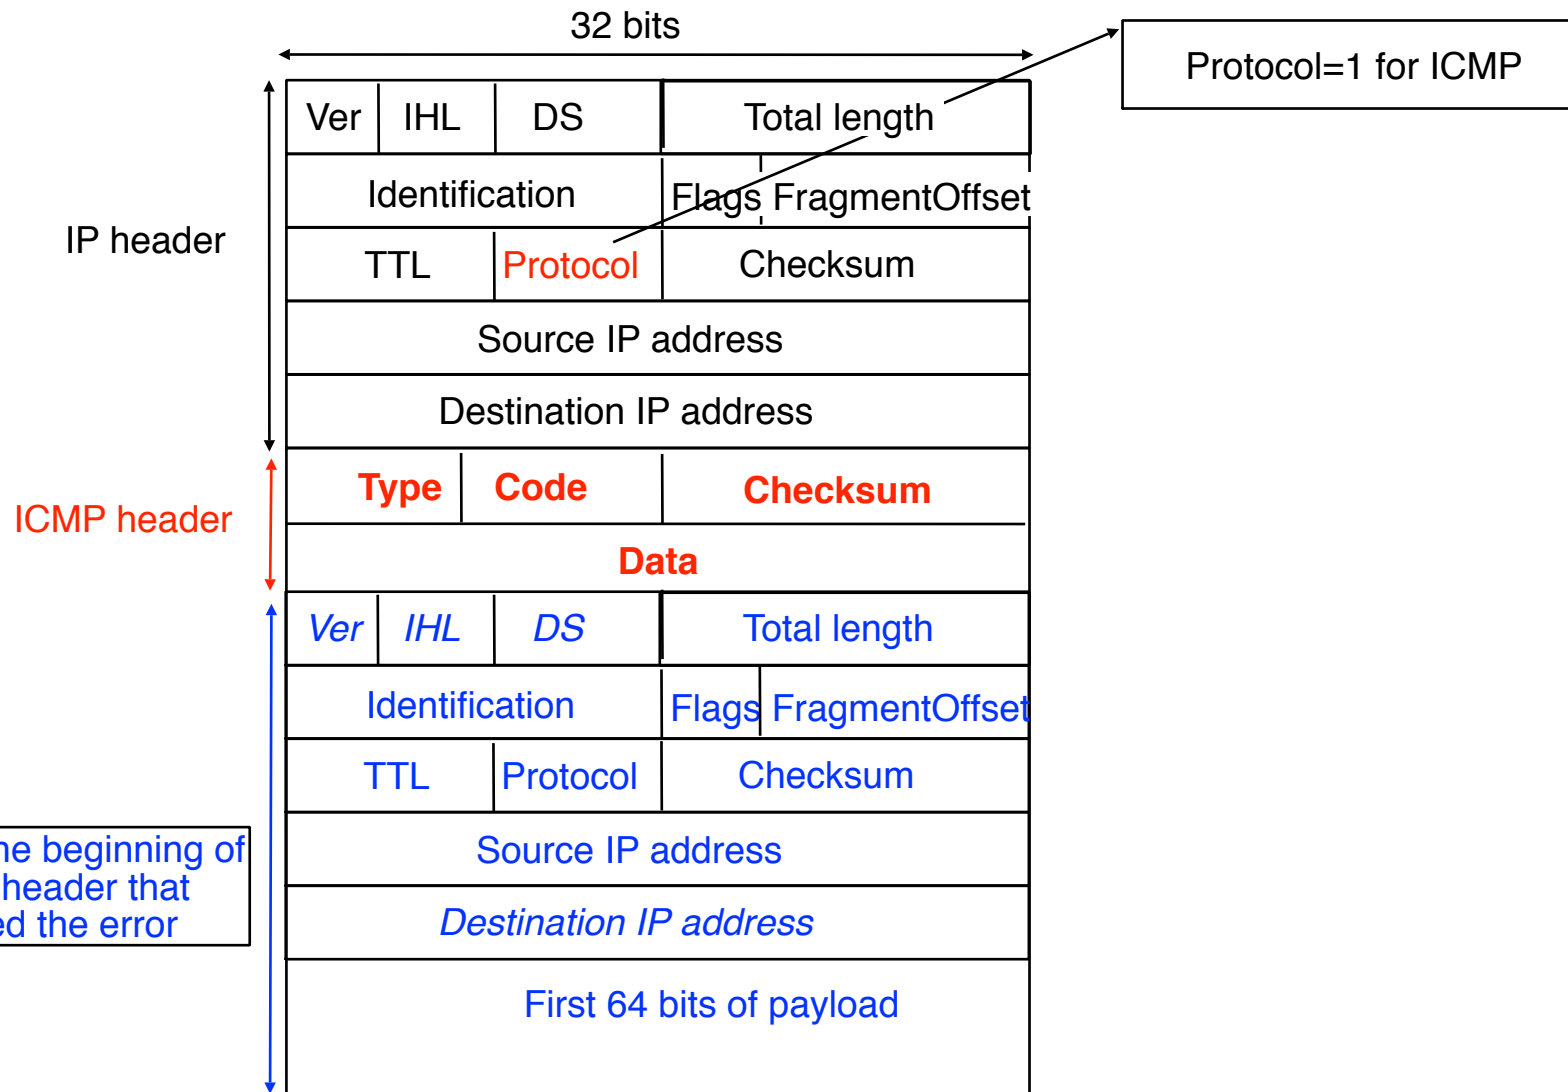 32 bits
Protocol=1 for ICMP
Ver IHL DS Total length
Identification Flags FragmentOffset
IP header
TTL Protocol Checksum
Source IP address
Destination IP address
Type Code Checksum
ICMP header
Data
Ver IHL DS Total length
Identification Flags FragmentOffset
TTL Protocol Checksum
Source IP address
beginning of
header that
the error
Destination IP address
First 64 bits of payload